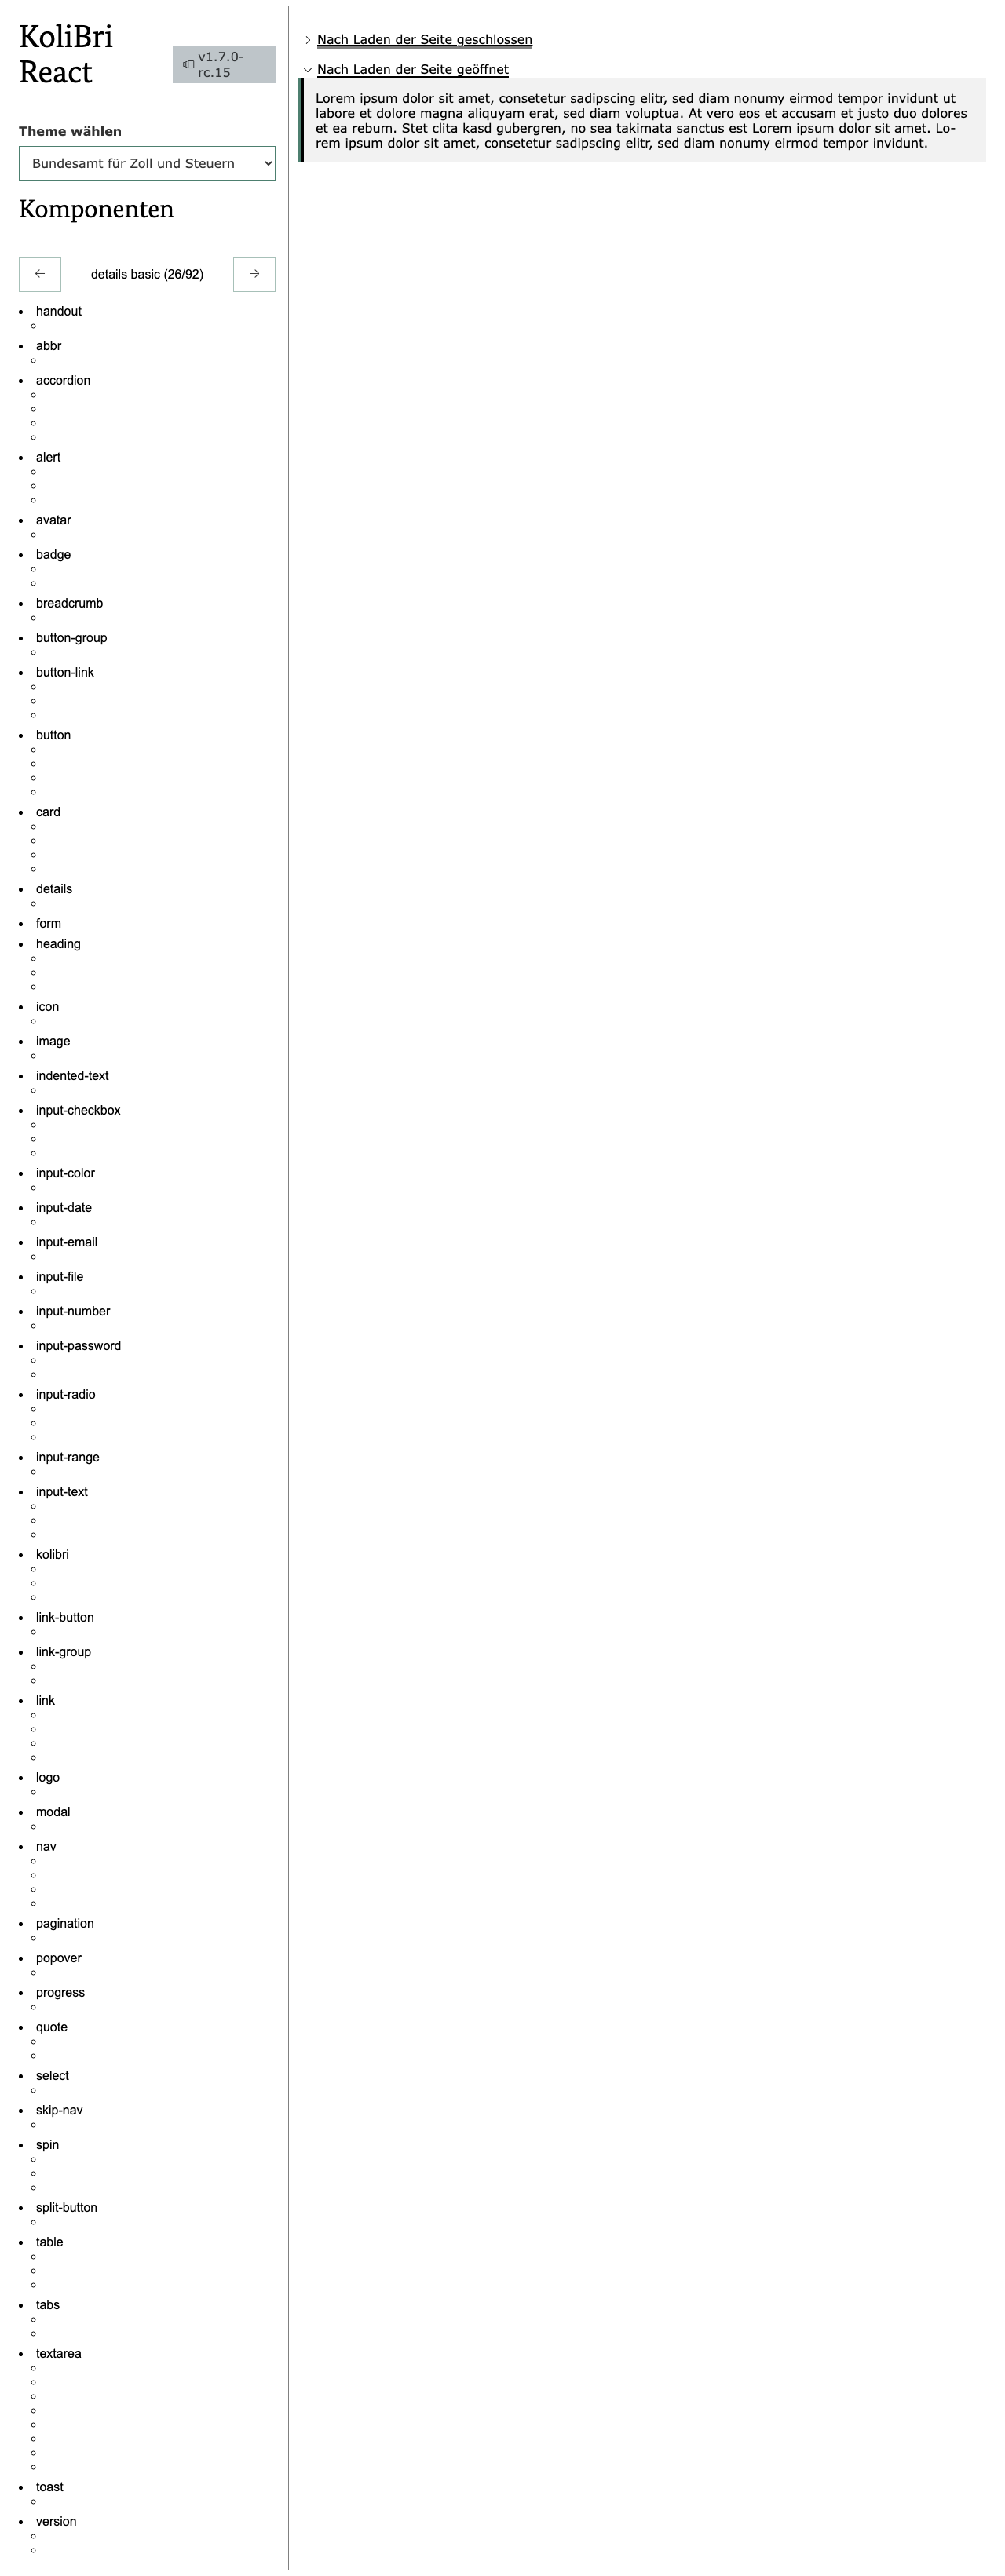 KoliBri
React
v1.7.0-
rc.15
Theme wählen
Bundesamt für Zoll und Steuern
Komponenten
details basic (26/92)
handout
abbr
accordion
alert
avatar
badge
breadcrumb
button-group
button-link
button
card
details
form
heading
icon
image
indented-text
input-checkbox
input-color
input-date
input-email
input-file
input-number
input-password
input-radio
input-range
input-text
kolibri
link-button
link-group
link
logo
modal
nav
pagination
popover
progress
quote
select
skip-nav
spin
split-button
table
tabs
textarea
toast
version
Nach Laden der Seite geschlossen
Nach Laden der Seite geöffnet
Lorem ipsum dolor sit amet, consetetur sadipscing elitr, sed diam nonumy eirmod tempor invidunt ut
labore et dolore magna aliquyam erat, sed diam voluptua. At vero eos et accusam et justo duo dolores
et ea rebum. Stet clita kasd gubergren, no sea takimata sanctus est Lorem ipsum dolor sit amet. Lo-
rem ipsum dolor sit amet, consetetur sadipscing elitr, sed diam nonumy eirmod tempor invidunt.